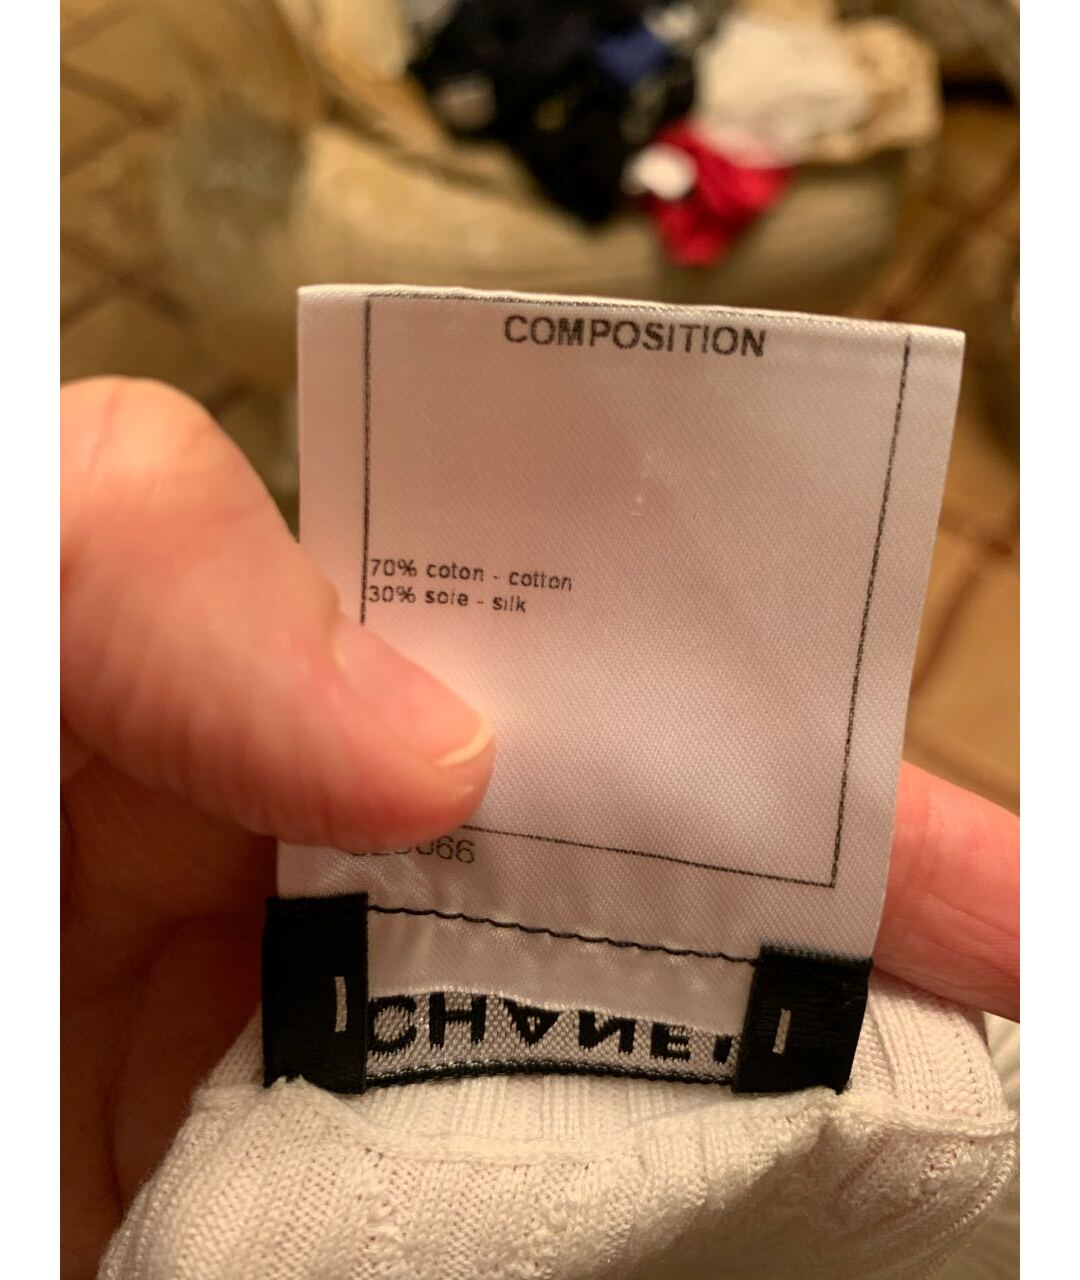 COMPOSITION
70% coton - cotton
30% soie - silk
CHANEL